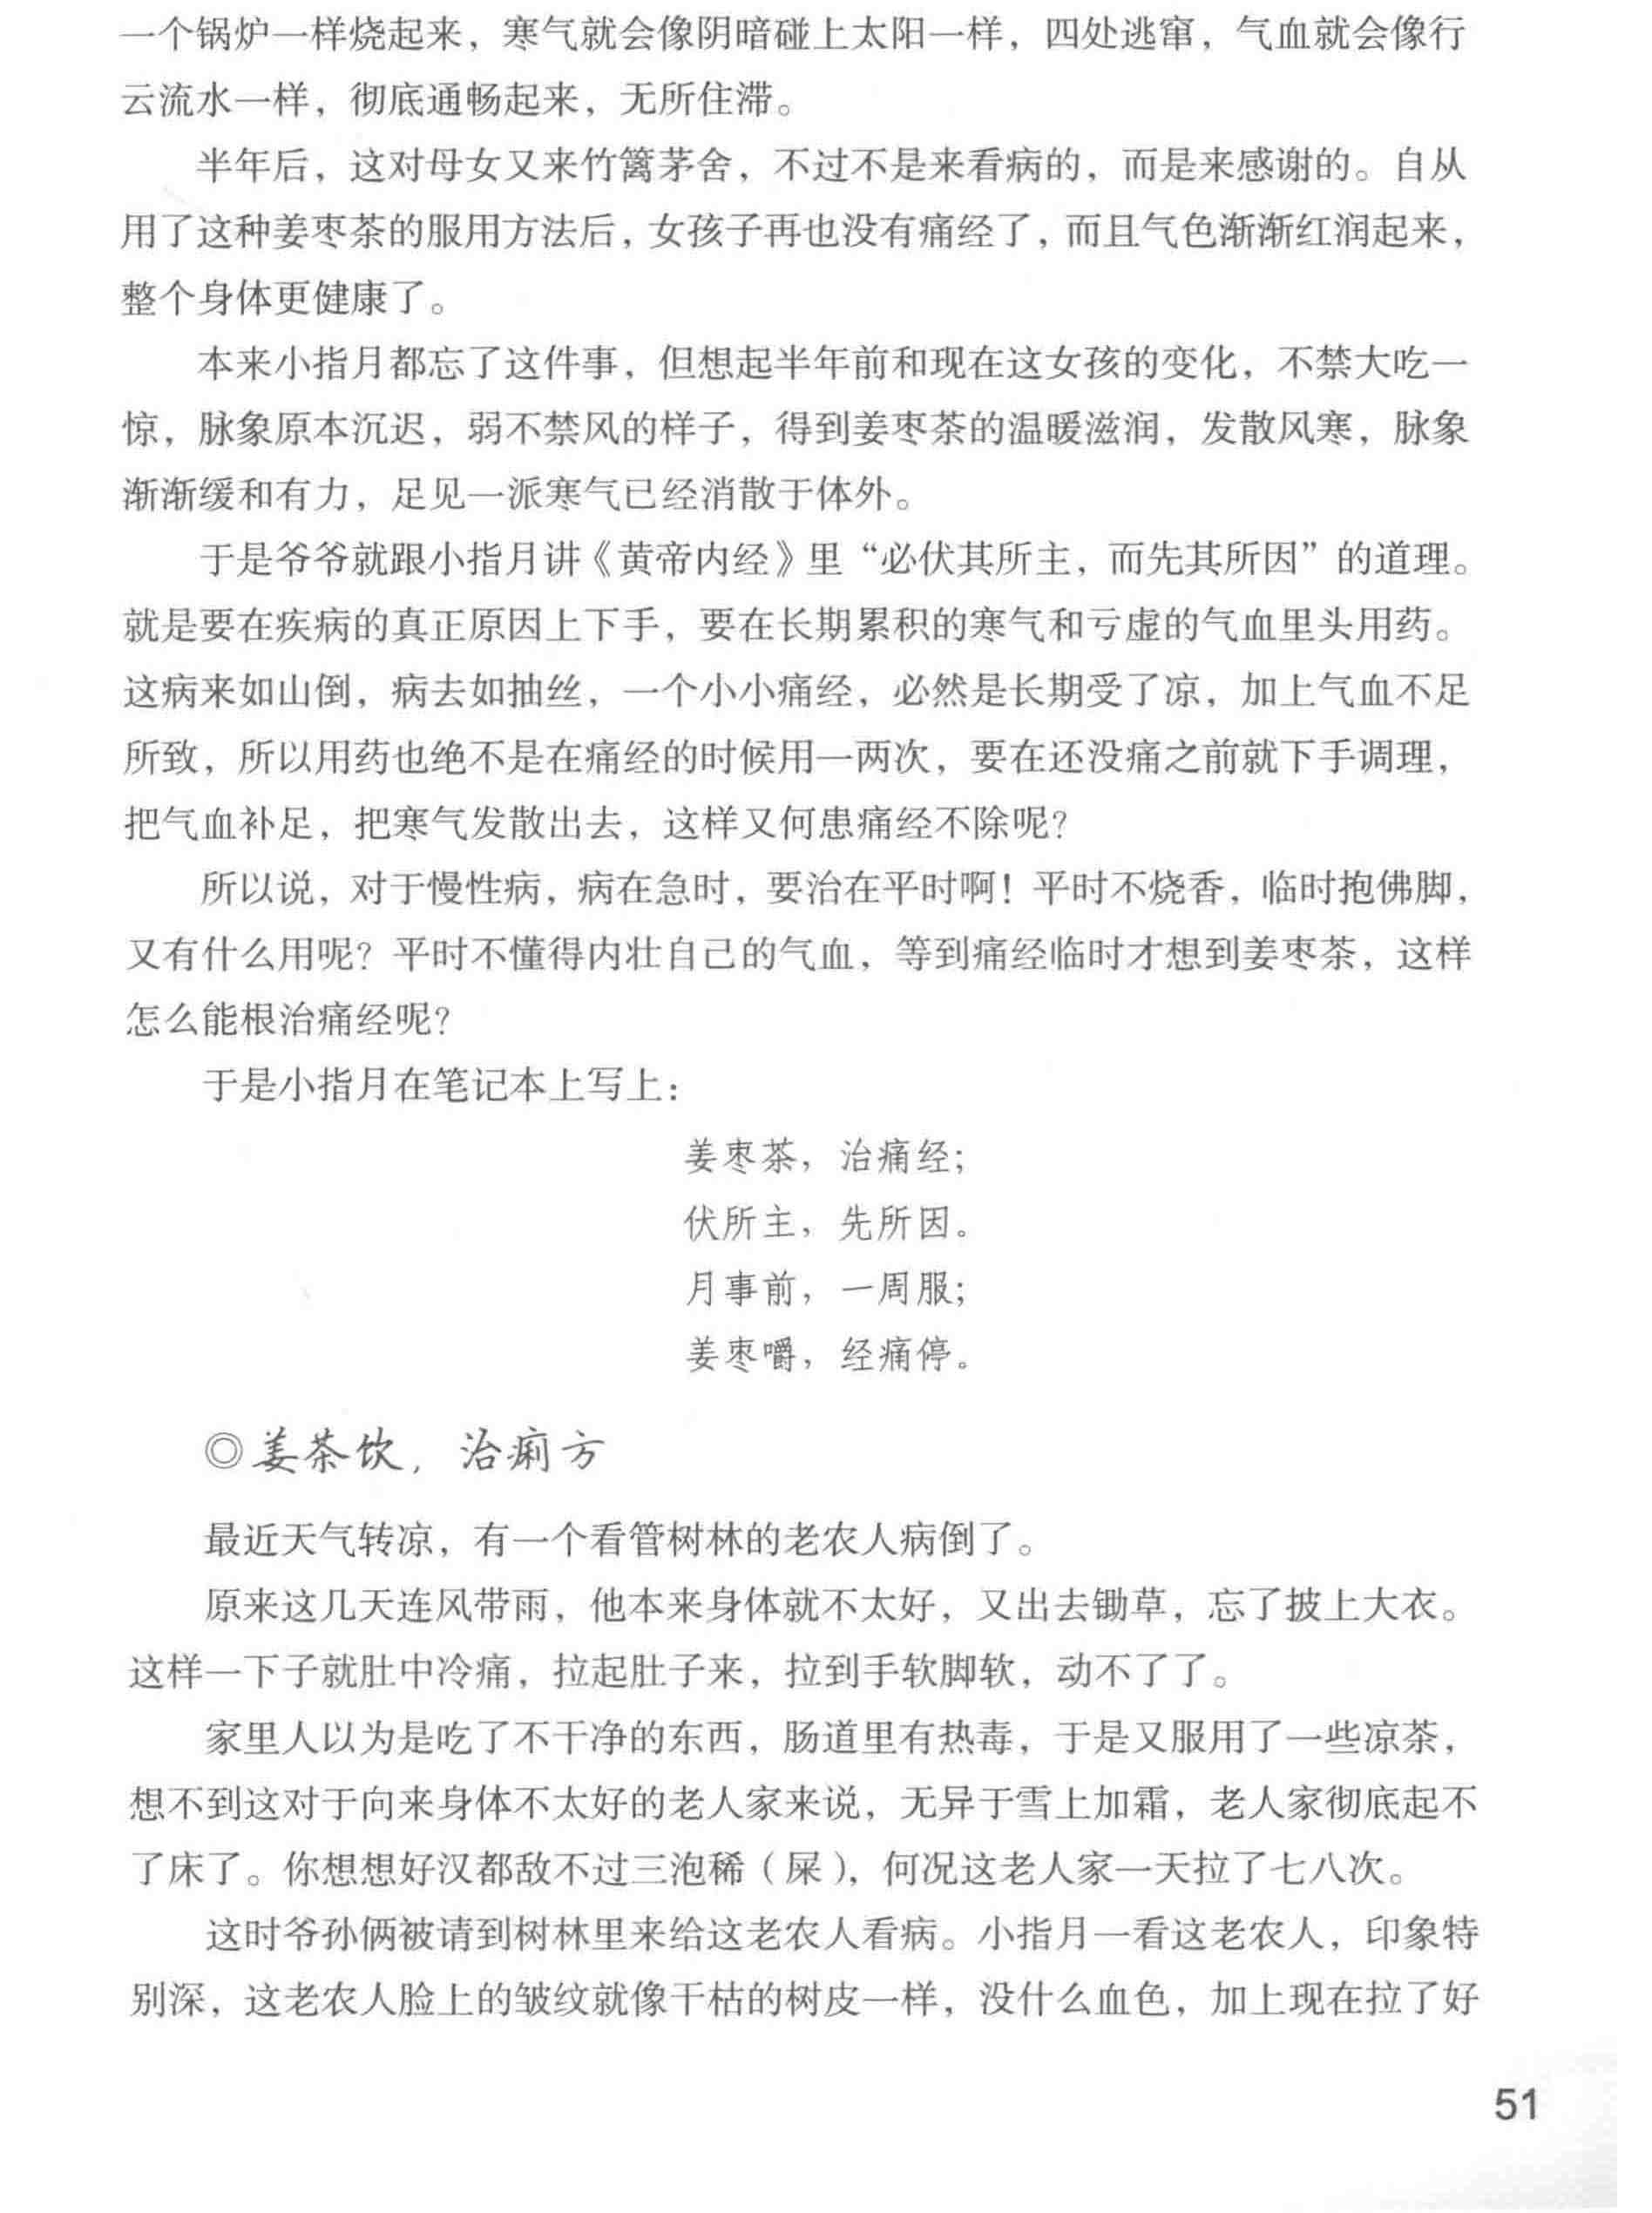 一个锅炉一样烧起来，寒气就会像阴暗碰上太阳一样，四处逃窜，气血就会像行
云流水一样，彻底通畅起来，无所住滞。
半年后，这对母女又来竹篱茅舍，不过不是来看病的，而是来感谢的。自从
用了这种姜枣茶的服用方法后，女孩子再也没有痛经了，而且气色渐渐红润起来，
整个身体更健康了。
本来小指月都忘了这件事，但想起半年前和现在这女孩的变化，不禁大吃一
惊，脉象原本沉迟，弱不禁风的样子，得到姜枣茶的温暖滋润，发散风寒，脉象
渐渐缓和有力，足见一派寒气已经消散于体外。
于是爷爷就跟小指月讲《黄帝内经》里“必伏其所主，而先其所因”的道理。
就是要在疾病的真正原因上下手，要在长期累积的寒气和亏虚的气血里头用药。
这病来如山倒，病去如抽丝，一个小小痛经，必然是长期受了凉，加上气血不足
所致，所以用药也绝不是在痛经的时候用一两次，要在还没痛之前就下手调理，
把气血补足，把寒气发散出去，这样又何患痛经不除呢？
所以说，对于慢性病，病在急时，要治在平时啊！平时不烧香，临时抱佛脚，
又有什么用呢？平时不懂得内壮自己的气血，等到痛经临时才想到姜枣茶，这样
怎么能根治痛经呢？
于是小指月在笔记本上写上：
姜枣茶，治痛经；
伏所主，先所因。
月事前，一周服；
姜枣嚼，经痛停。
◎姜茶饮，治痢方
最近天气转凉，有一个看管树林的老农人病倒了。
原来这几天连风带雨，他本来身体就不太好，又出去锄草，忘了披上大衣。
这样一下子就肚中冷痛，拉起肚子来，拉到手软脚软，动不了了。
家里人以为是吃了不干净的东西，肠道里有热毒，于是又服用了一些凉茶，
想不到这对于向来身体不太好的老人家来说，无异于雪上加霜，老人家彻底起不
了床了。你想想好汉都敌不过三泡稀（屎），何况这老人家一天拉了七八次。
这时爷孙俩被请到树林里来给这老农人看病。小指月一看这老农人，印象特
别深，这老农人脸上的皱纹就像干枯的树皮一样，没什么血色，加上现在拉了好
51